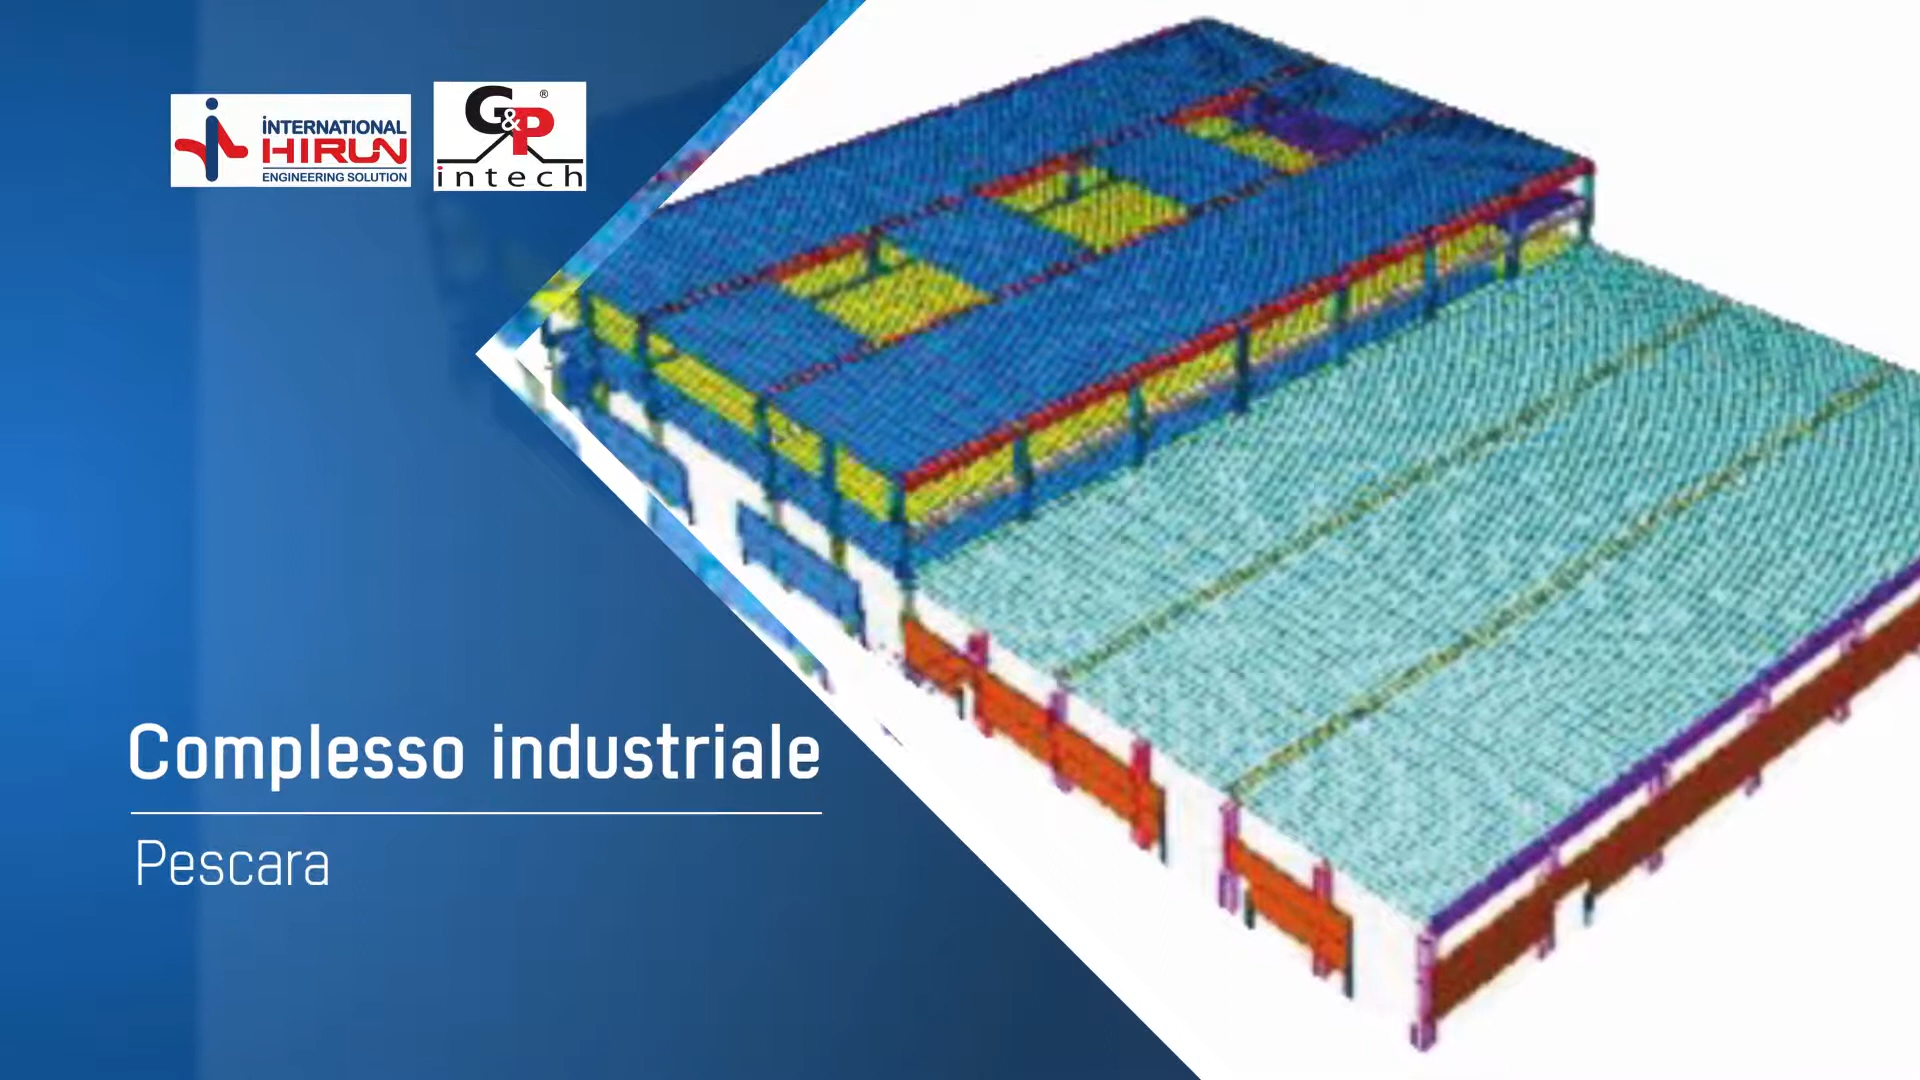 iNTERNATIONAL
HIRUN
ENGINEERING SOLUTION
G&P®
intech
Complesso industriale
Pescara